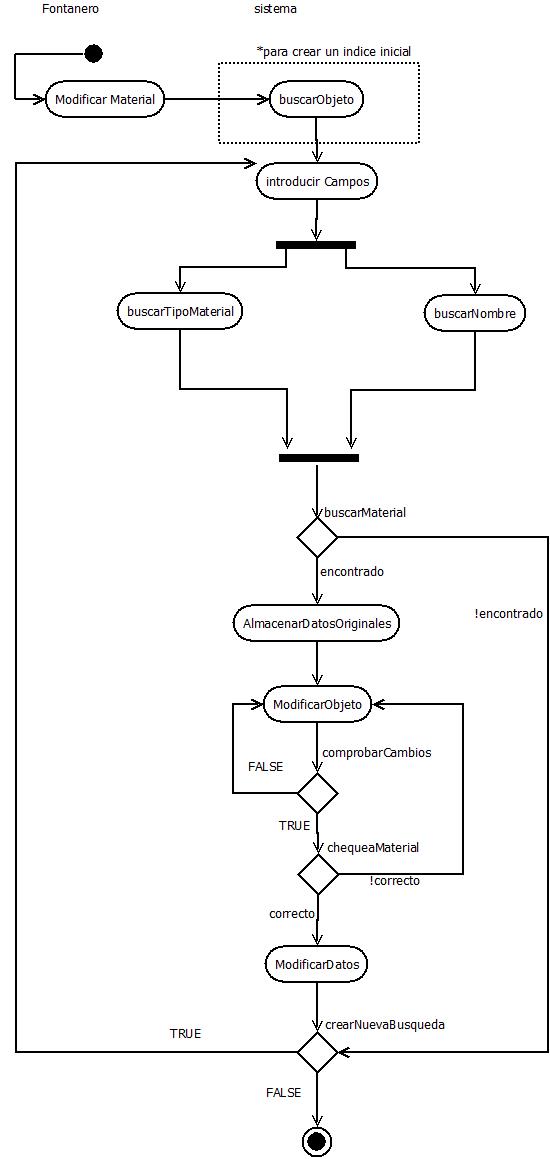 Fontanero
sistema
*para crear un indice inicial
Modificar Material
buscarObjeto
introducir Campos
buscarTipoMaterial
buscarNombre
buscarMaterial
encontrado
!encontrado
AlmacenarDatosOriginales
ModificarObjeto
comprobarCambios
FALSE
TRUE
chequeaMaterial
!correcto
correcto
ModificarDatos
crearNuevaBusqueda
TRUE
FALSE